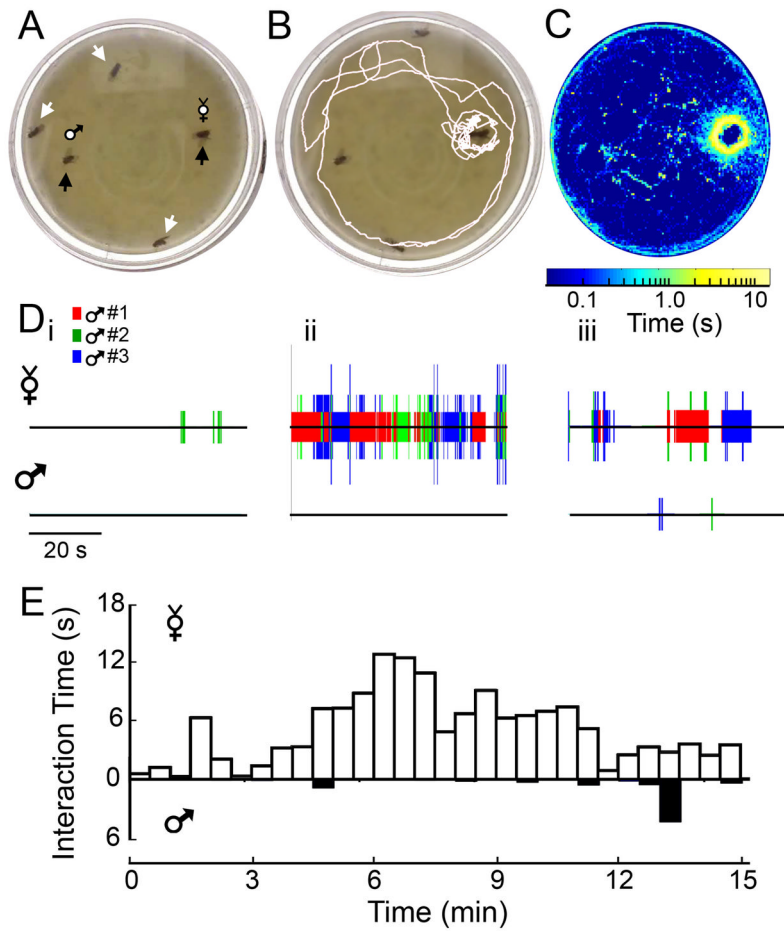 A
B
C
0.1 1.0 10
Time (s)
D i ii iii
♂ #1
♂ #2
♂ #3
20 s
E
18
12
6
0
6
Interaction Time (s)
0 3 6 9 12 15
Time (min)